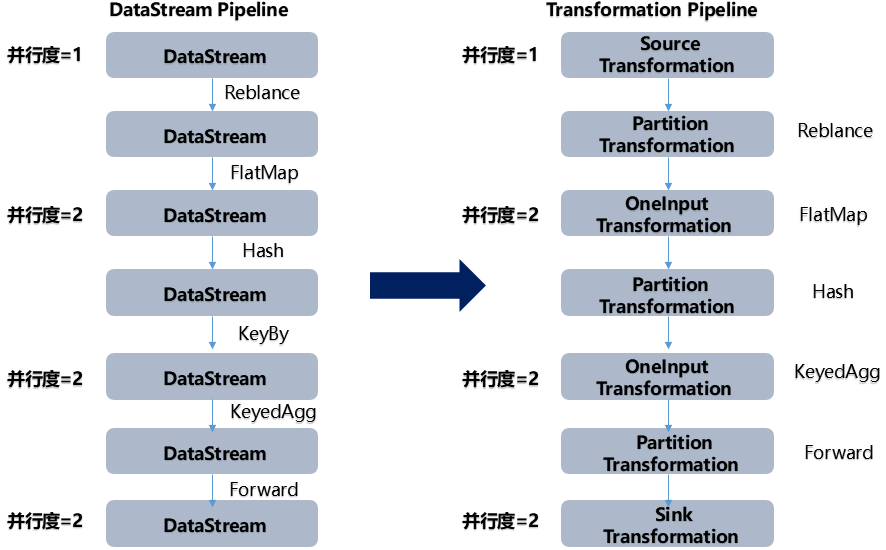 DataStream Pipeline
并行度=1
DataStream
Reblance
DataStream
FlatMap
并行度=2
DataStream
Hash
DataStream
KeyBy
并行度=2
DataStream
KeyedAgg
DataStream
Forward
并行度=2
DataStream
Transformation Pipeline
并行度=1
Source
Transformation
Partition
Transformation
Reblance
并行度=2
OneInput
Transformation
FlatMap
Partition
Transformation
Hash
并行度=2
OneInput
Transformation
KeyedAgg
Partition
Transformation
Forward
并行度=2
Sink
Transformation